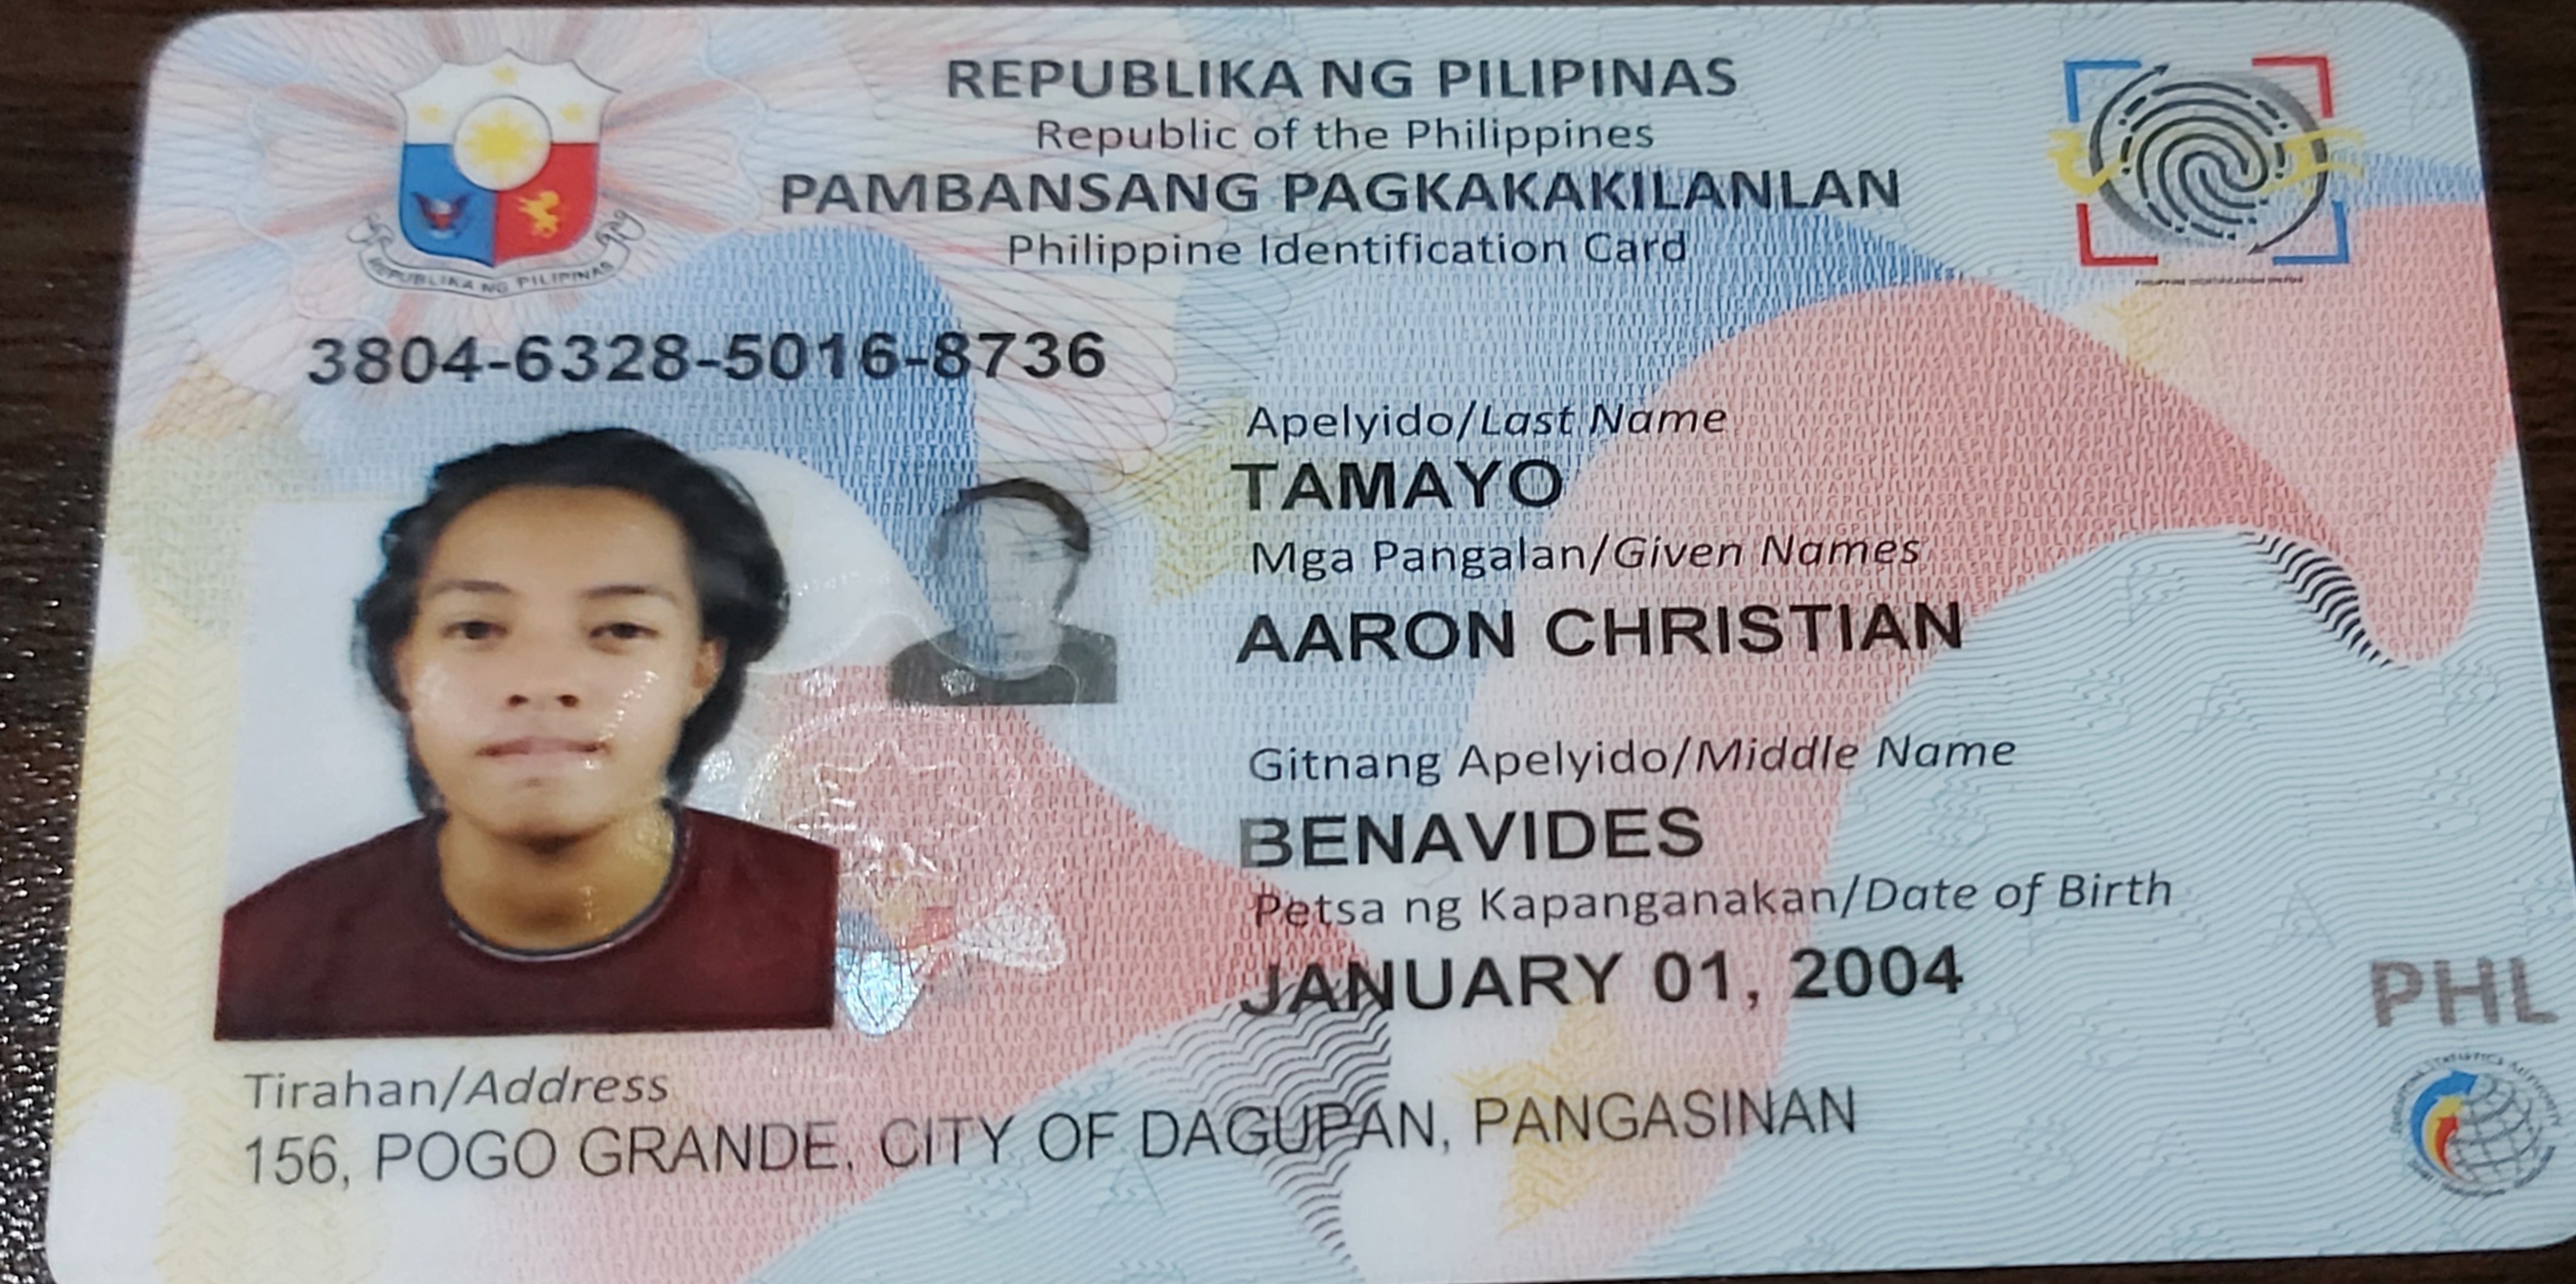 REPUBLIKA NG PILIPINAS
Republic of the Philippines
PAMBANSANG PAGKAKAKILANLAN
Philippine Identification Card
REPUBLIKA NG PILIPINAS
3804-6328-5016-8736
Apelyido/Last Name
TAMAYO
Mga Pangalan/Given Names
AARON CHRISTIAN
Gitnang Apelyido/Middle Name
BENAVIDES
Petsa ng Kapanganakan/Date of Birth
JANUARY 01, 2004
PHL
Tirahan/Address
156, POGO GRANDE, CITY OF DAGUPAN, PANGASINAN